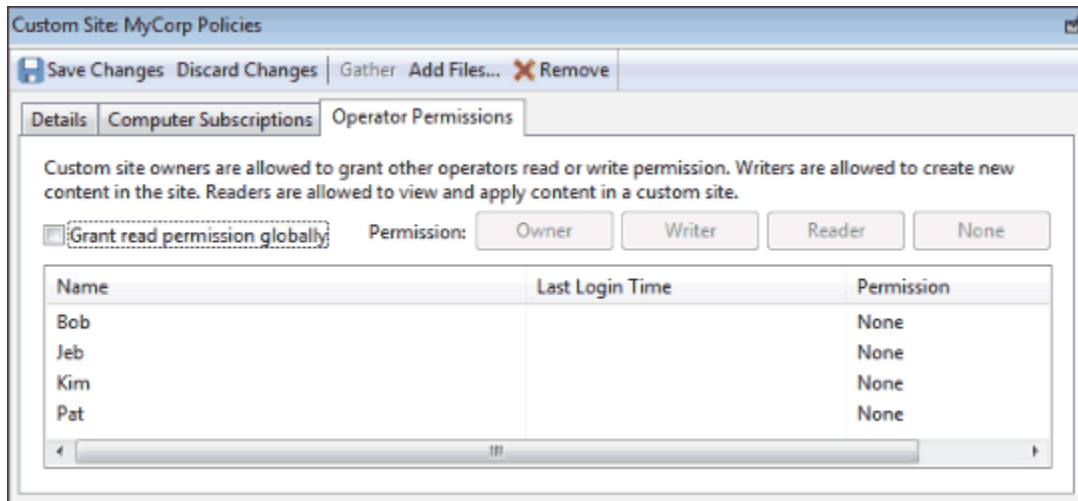 Custom Site: MyCorp Policies
Save Changes Discard Changes Gather Add Files... Remove
Details Computer Subscriptions Operator Permissions
Custom site owners are allowed to grant other operators read or write permission. Writers are allowed to create new
content in the site. Readers are allowed to view and apply content in a custom site.
Grant read permission globally Permission: Owner Writer Reader None
Name Last Login Time Permission
Bob None
Jeb None
Kim None
Pat None